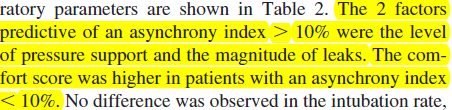 ratory parameters are shown in Table 2. The 2 factors
predictive of an asynchrony index > 10% were the level
of pressure support and the magnitude of leaks. The com-
fort score was higher in patients with an asynchrony index
< 10%. No difference was observed in the intubation rate,